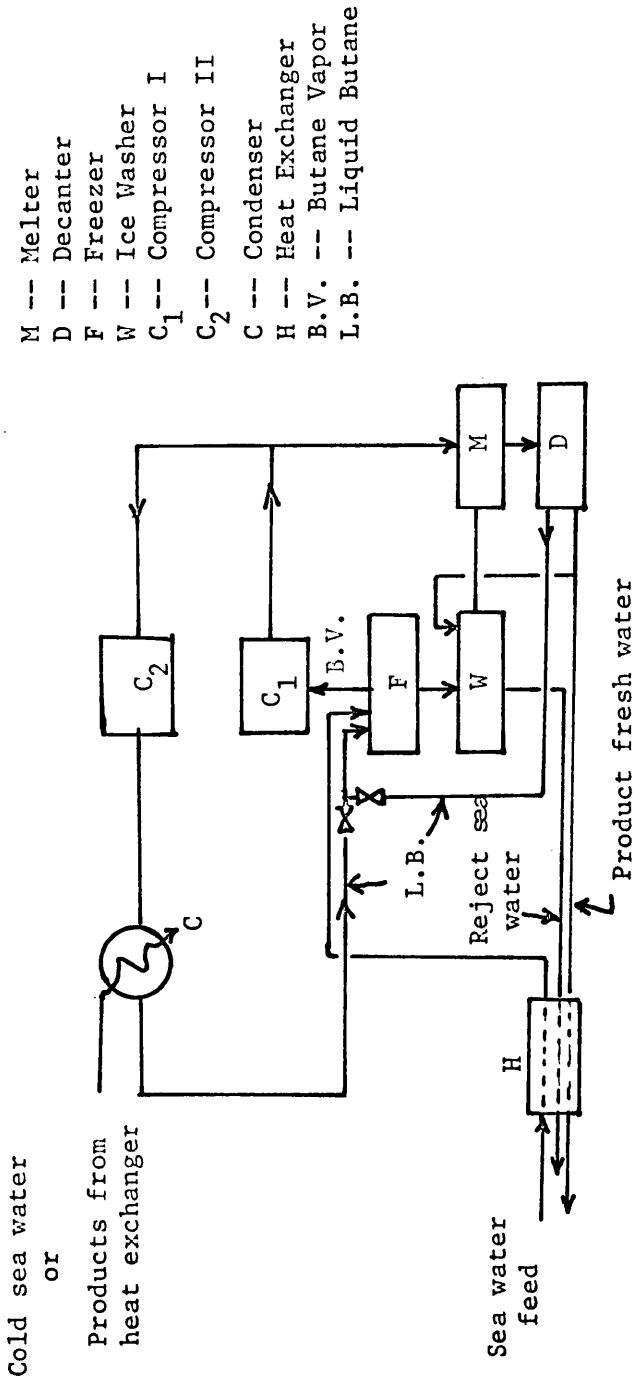 M -- Melter
D -- Decanter
F -- Freezer
W -- Ice Washer
C1 -- Compressor I
C2 -- Compressor II
C -- Condenser
H -- Heat Exchanger
B.V. -- Butane Vapor
L.B. -- Liquid Butane
Cold sea water
or
Products from
heat exchanger
C
C2
C1
B.V.
F
M
W
D
L.B.
Reject sea
water
H
Sea water
feed
Product fresh water